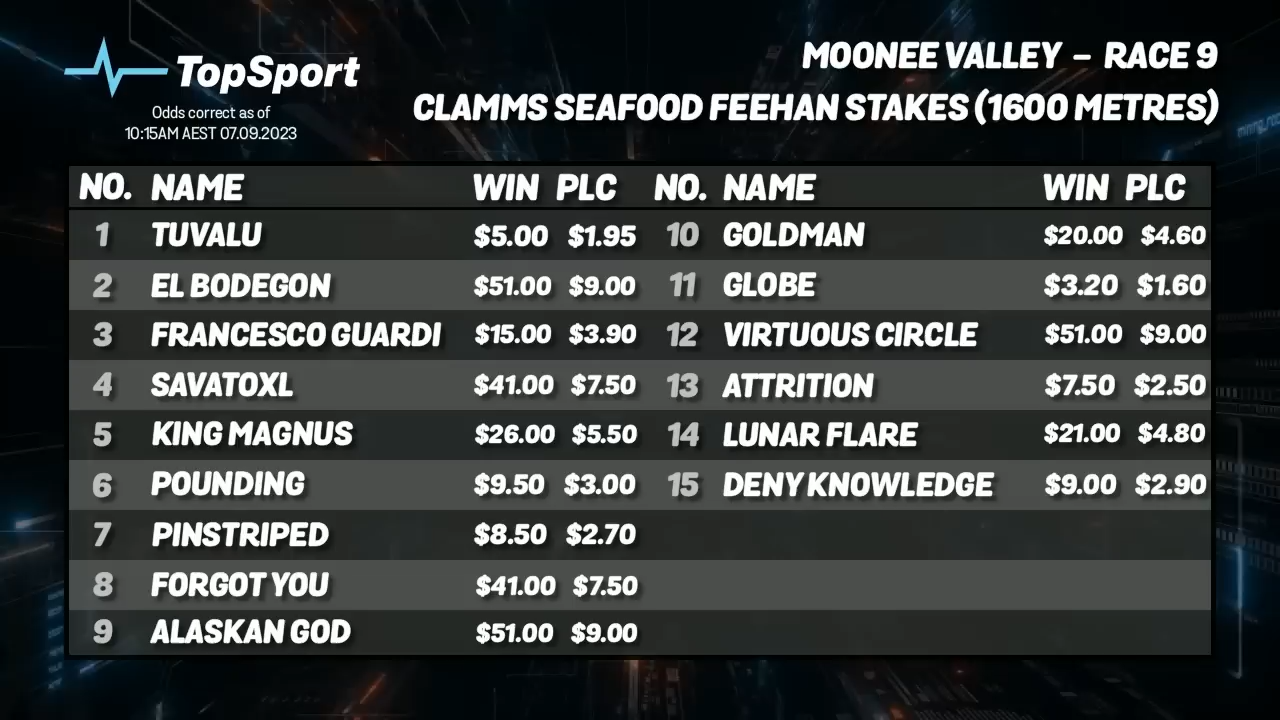 TopSport
Odds correct as of
10:15AM AEST 07.09.2023
MOONEE VALLEY – RACE 9
CLAMMS SEAFOOD FEEHAN STAKES (1600 METRES)
NO. NAME WIN PLC NO. NAME WIN PLC
1 TUVALU $5.00 $1.95 10 GOLDMAN $20.00 $4.60
2 EL BODEGON $51.00 $9.00 11 GLOBE $3.20 $1.60
3 FRANCESCO GUARDI $15.00 $3.90 12 VIRTUOUS CIRCLE $51.00 $9.00
4 SAVATOXL $41.00 $7.50 13 ATTRITION $7.50 $2.50
5 KING MAGNUS $26.00 $5.50 14 LUNAR FLARE $21.00 $4.80
6 POUNDING $9.50 $3.00 15 DENY KNOWLEDGE $9.00 $2.90
7 PINSTRIPED $8.50 $2.70
8 FORGOT YOU $41.00 $7.50
9 ALASKAN GOD $51.00 $9.00